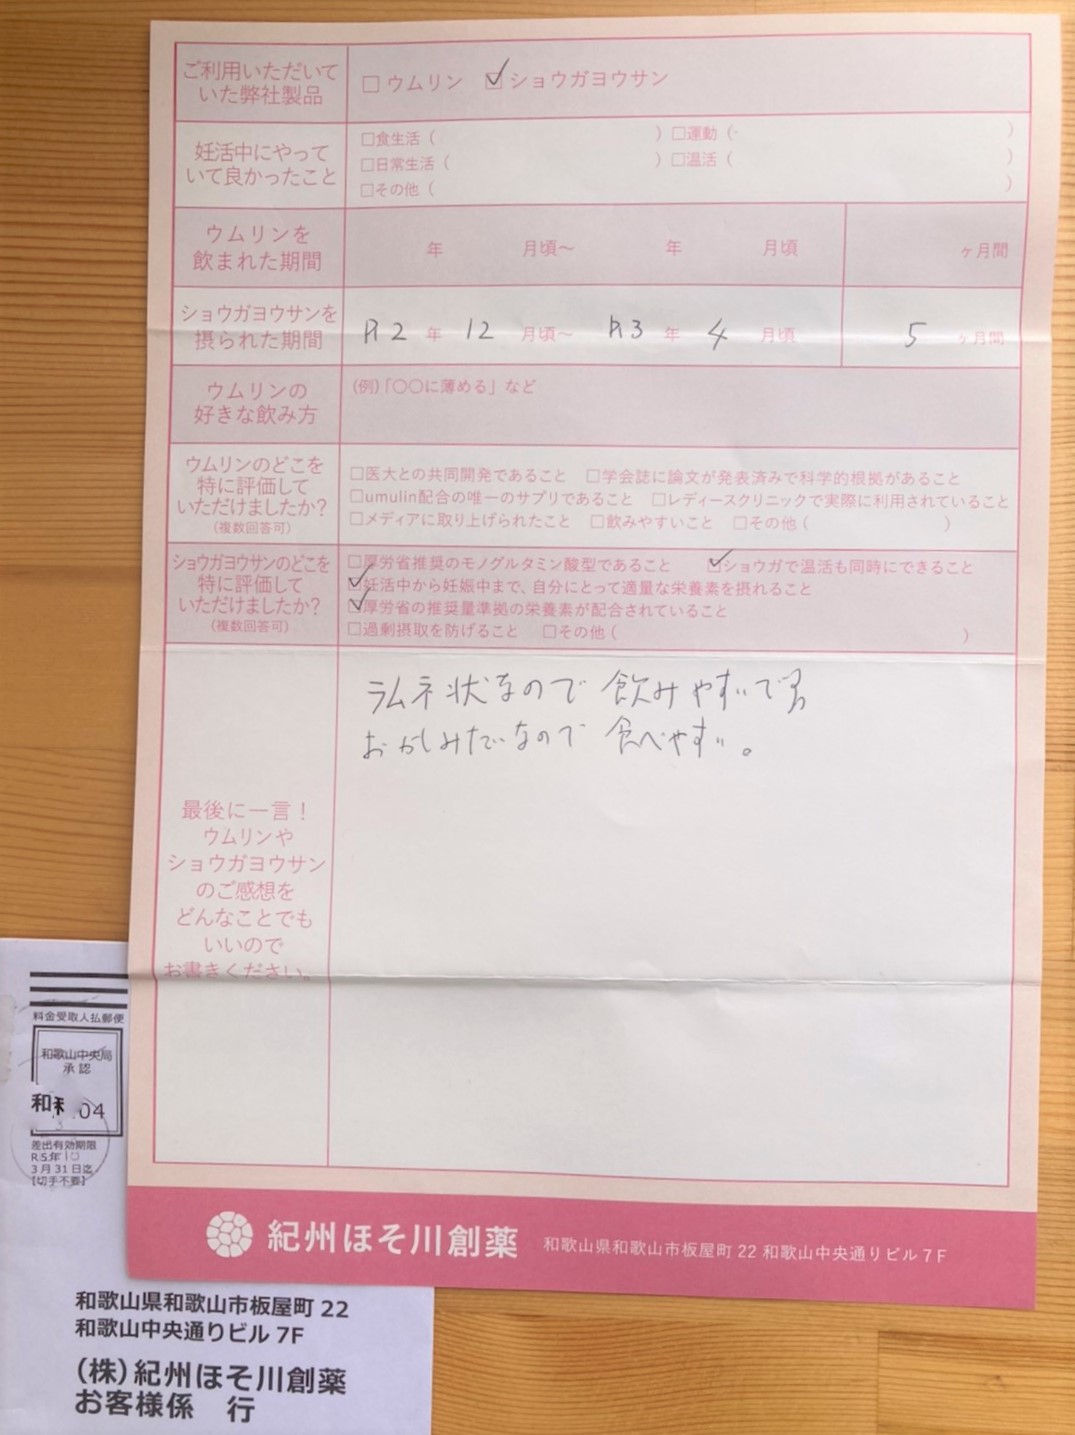 ご利用いただいて
いた弊社製品
□ウムリン ☑ショウガヨウサン
妊活中にやって
いて良かったこと
□食生活（ ）□運動（ ）
□日常生活（ ）□温活（ ）
□その他（ ）
ウムリンを
飲まれた期間
年 月頃～ 年 月頃 ヶ月間
ショウガヨウサンを
摂られた期間
R2年 12月頃～ R3年 4月頃 5ヶ月間
ウムリンの
好きな飲み方
（例）「〇〇に薄める」など
ウムリンのどこを
特に評価して
いただけましたか？
（複数回答可）
□医大との共同開発であること □学会誌に論文が発表済みで科学的根拠があること
□umulin配合の唯一のサプリであること □レディースクリニックで実際に利用されていること
□メディアに取り上げられたこと □飲みやすいこと □その他（ ）
ショウガヨウサンのどこを
特に評価して
いただけましたか？
（複数回答可）
□厚労省推奨のモノグルタミン酸型であること ☑ショウガで温活も同時にできること
☑妊活中から妊娠中まで、自分にとって適量な栄養素を摂れること
☑厚労省の推奨量準拠の栄養素が配合されていること
□過剰摂取を防げること □その他（ ）
最後に一言！
ウムリンや
ショウガヨウサン
のご感想を
どんなことでも
いいので
お書きください。
ラムネ状なので 飲みやすいです
おかしみたいなので 食べやすい。
紀州ほそ川創薬 和歌山県和歌山市板屋町22 和歌山中央通りビル7F
料金受取人払郵便
和歌山中央局
承認
04
差出有効期限
R5年
3月31日迄
【切手不要】
和歌山県和歌山市板屋町22
和歌山中央通りビル7F
（株）紀州ほそ川創薬
お客様係 行